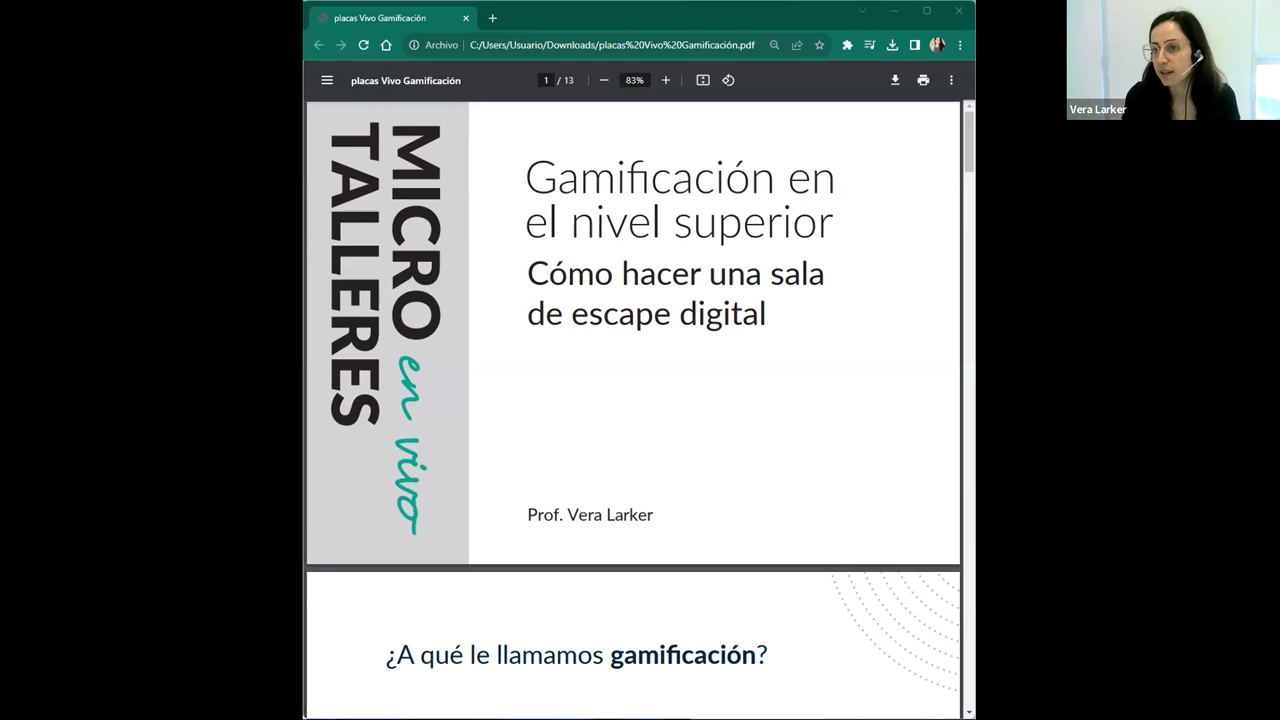 placas Vivo Gamificación
Archivo
C:/Users/Usuario/Downloads/placas%20Vivo%20Gamificación.pdf
placas Vivo Gamificación
1 / 13
83%
MICRO en vivo
TALLERES
Gamificación en
el nivel superior
Cómo hacer una sala
de escape digital
Prof. Vera Larker
¿A qué le llamamos gamificación?
Vera Larker